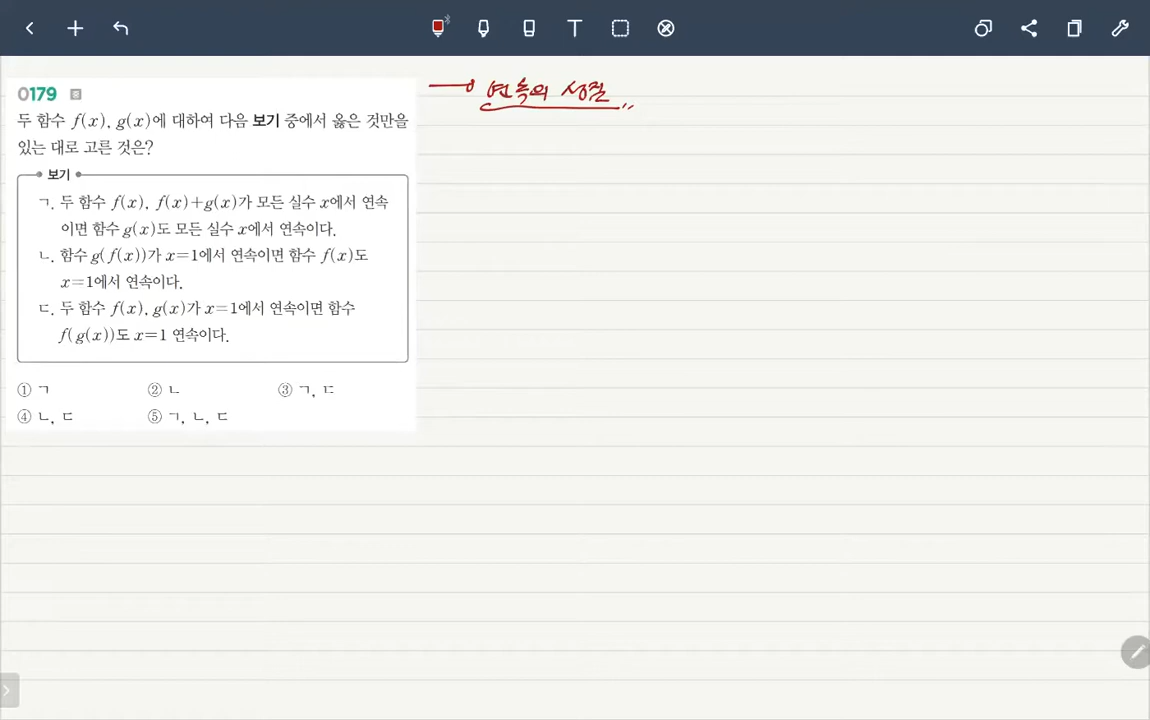 0179
연속의 성질
두 함수 f(x), g(x)에 대하여 다음 보기 중에서 옳은 것만을
있는 대로 고른 것은?
보기
ㄱ. 두 함수 f(x), f(x)+g(x)가 모든 실수 x에서 연속
이면 함수 g(x)도 모든 실수 x에서 연속이다.
ㄴ. 함수 g(f(x))가 x=1에서 연속이면 함수 f(x)도
x=1에서 연속이다.
ㄷ. 두 함수 f(x), g(x)가 x=1에서 연속이면 함수
f(g(x))도 x=1 연속이다.
① ㄱ ② ㄴ ③ ㄱ, ㄷ
④ ㄴ, ㄷ ⑤ ㄱ, ㄴ, ㄷ